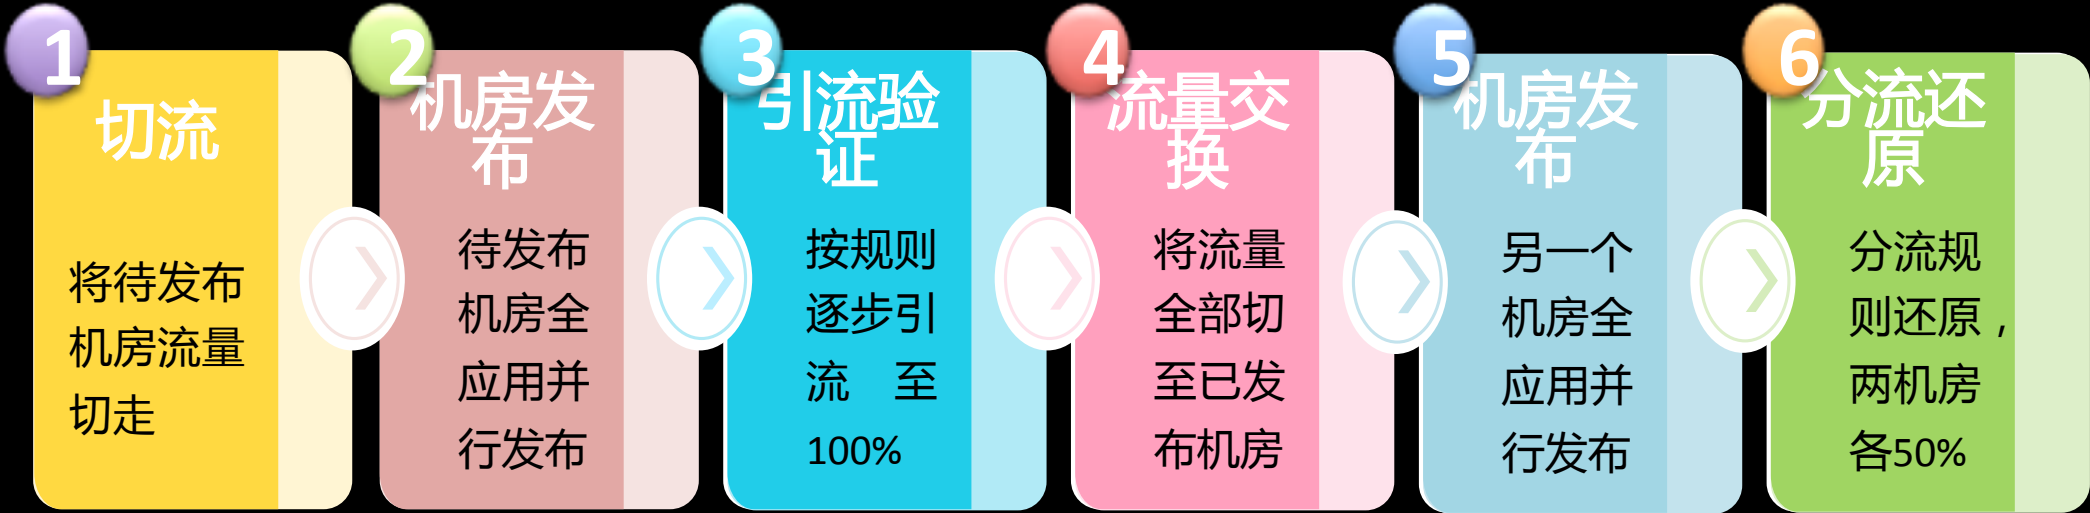 1
切流
将待发布
机房流量
切走
2
机房发
布
待发布
机房全
应用并
行发布
3
引流验
证
按规则
逐步引
流 至
100%
4
流量交
换
将流量
全部切
至已发
布机房
5
机房发
布
另一个
机房全
应用并
行发布
6
分流还
原
分流规
则还原，
两机房
各50%